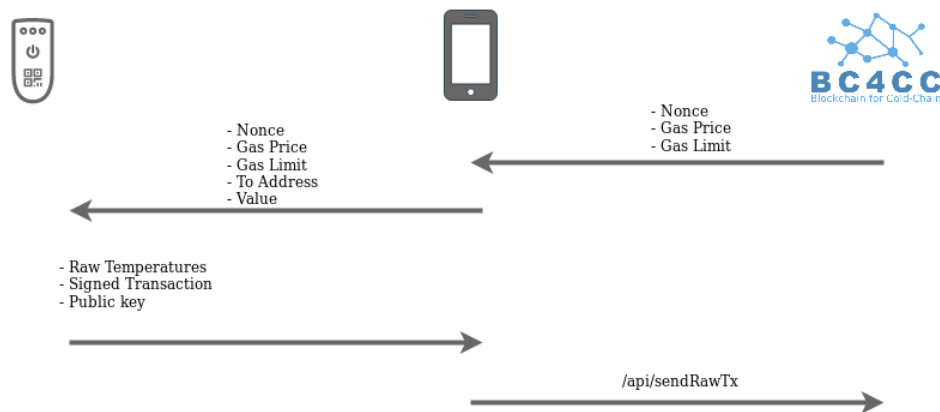 BC4CC
Blockchain for Cold-Chain
- Nonce
- Gas Price
- Gas Limit
- Nonce
- Gas Price
- Gas Limit
- To Address
- Value
- Raw Temperatures
- Signed Transaction
- Public key
/api/sendRawTx